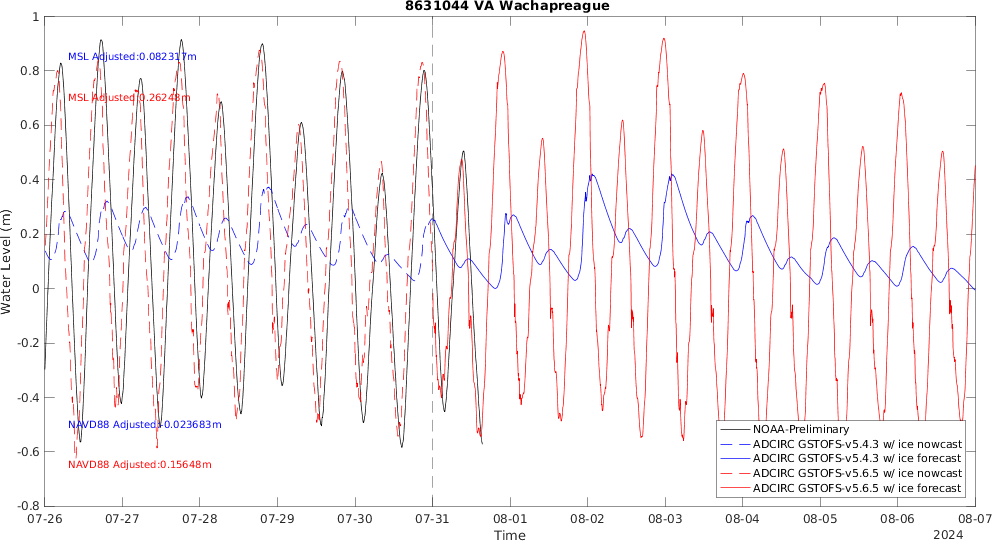 8631044 VA Wachapreague
1
0.8
0.6
0.4
0.2
0
-0.2
-0.4
-0.6
-0.8
Water Level (m)
MSL Adjusted:0.082317m
MSL Adjusted:0.26248m
NAVD88 Adjusted:-0.023683m
NAVD88 Adjusted:0.15648m
NOAA-Preliminary
ADCIRC GSTOFS-v5.4.3 w/ ice nowcast
ADCIRC GSTOFS-v5.4.3 w/ ice forecast
ADCIRC GSTOFS-v5.6.5 w/ ice nowcast
ADCIRC GSTOFS-v5.6.5 w/ ice forecast
07-26 07-27 07-28 07-29 07-30 07-31 08-01 08-02 08-03 08-04 08-05 08-06 08-07
Time
2024